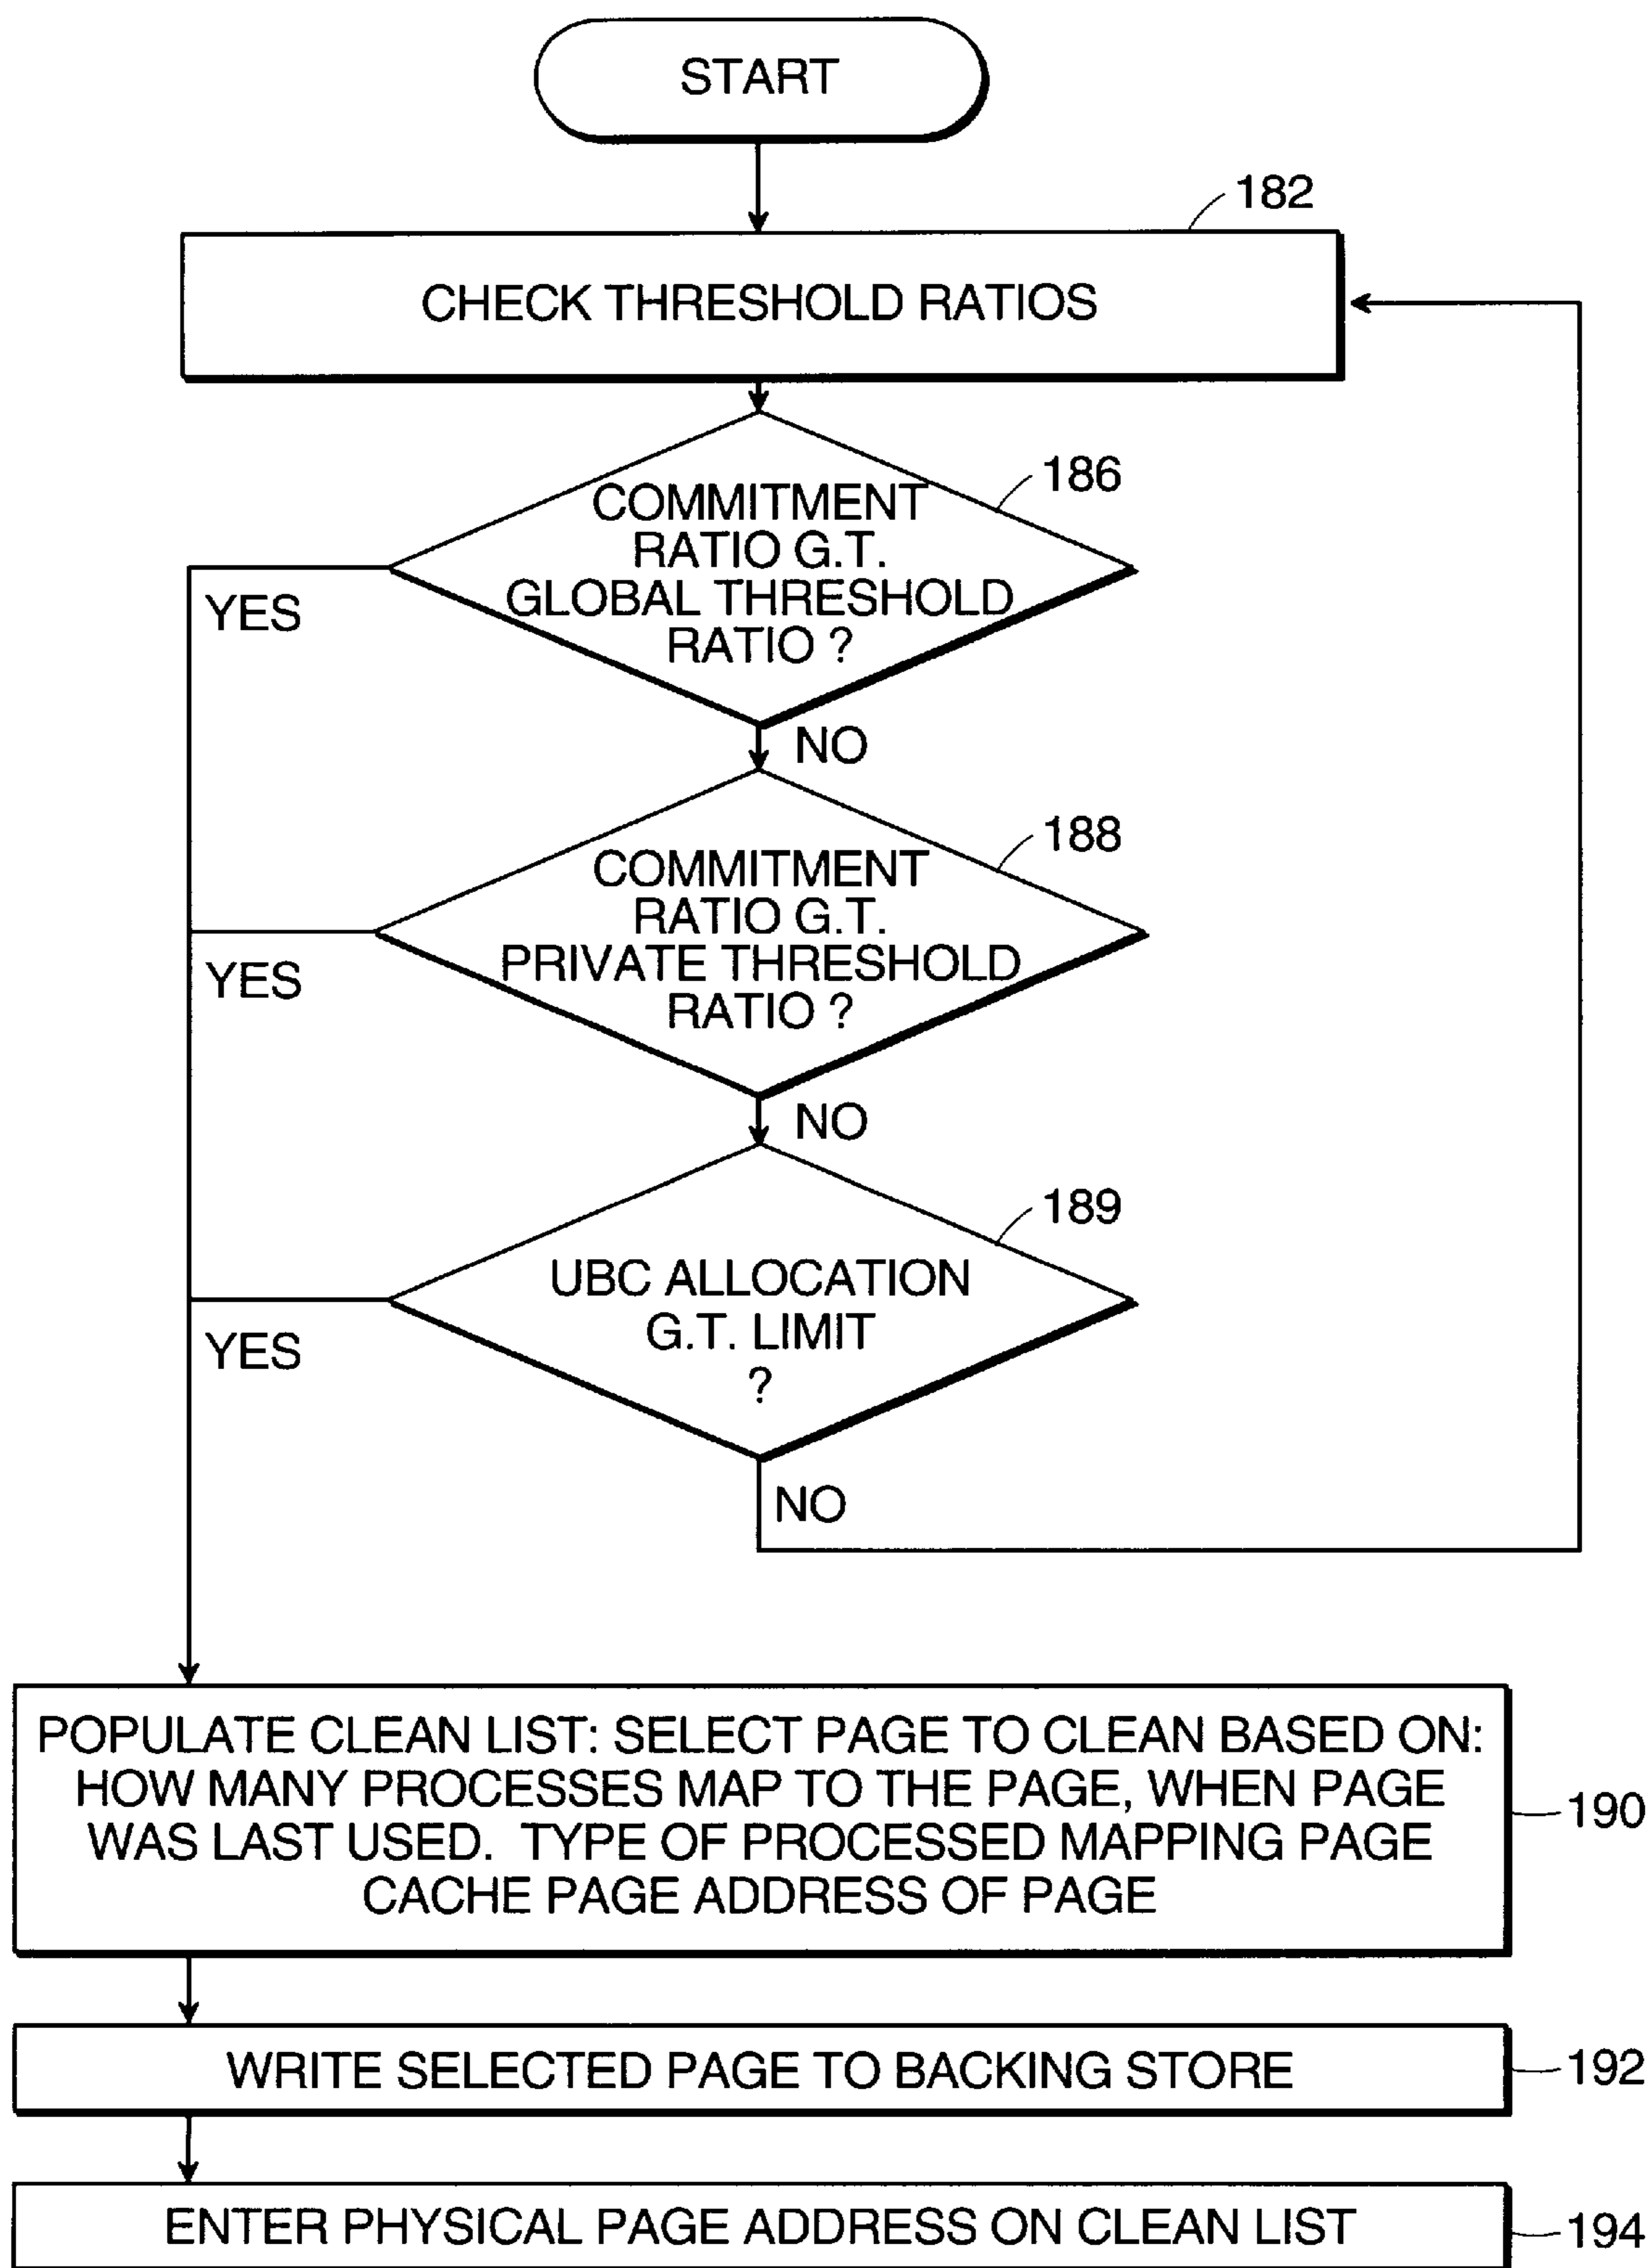 START
182
CHECK THRESHOLD RATIOS
186
COMMITMENT
RATIO G.T.
GLOBAL THRESHOLD
RATIO ?
YES
NO
188
COMMITMENT
RATIO G.T.
PRIVATE THRESHOLD
RATIO ?
YES
NO
189
UBC ALLOCATION
G.T. LIMIT
?
YES
NO
POPULATE CLEAN LIST: SELECT PAGE TO CLEAN BASED ON:
HOW MANY PROCESSES MAP TO THE PAGE, WHEN PAGE
WAS LAST USED. TYPE OF PROCESSED MAPPING PAGE
CACHE PAGE ADDRESS OF PAGE
190
WRITE SELECTED PAGE TO BACKING STORE
192
ENTER PHYSICAL PAGE ADDRESS ON CLEAN LIST
194